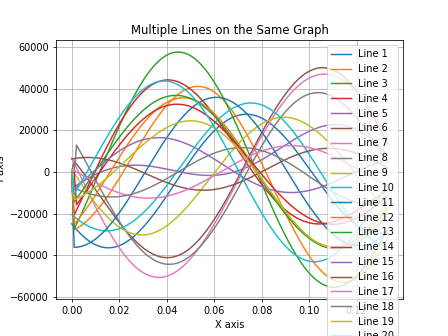 Multiple Lines on the Same Graph
60000
40000
20000
0
−20000
−40000
−60000
0.00
0.02
0.04
0.06
0.08
0.10
X axis
Line 1
Line 2
Line 3
Line 4
Line 5
Line 6
Line 7
Line 8
Line 9
Line 10
Line 11
Line 12
Line 13
Line 14
Line 15
Line 16
Line 17
Line 18
Line 19
Line 20